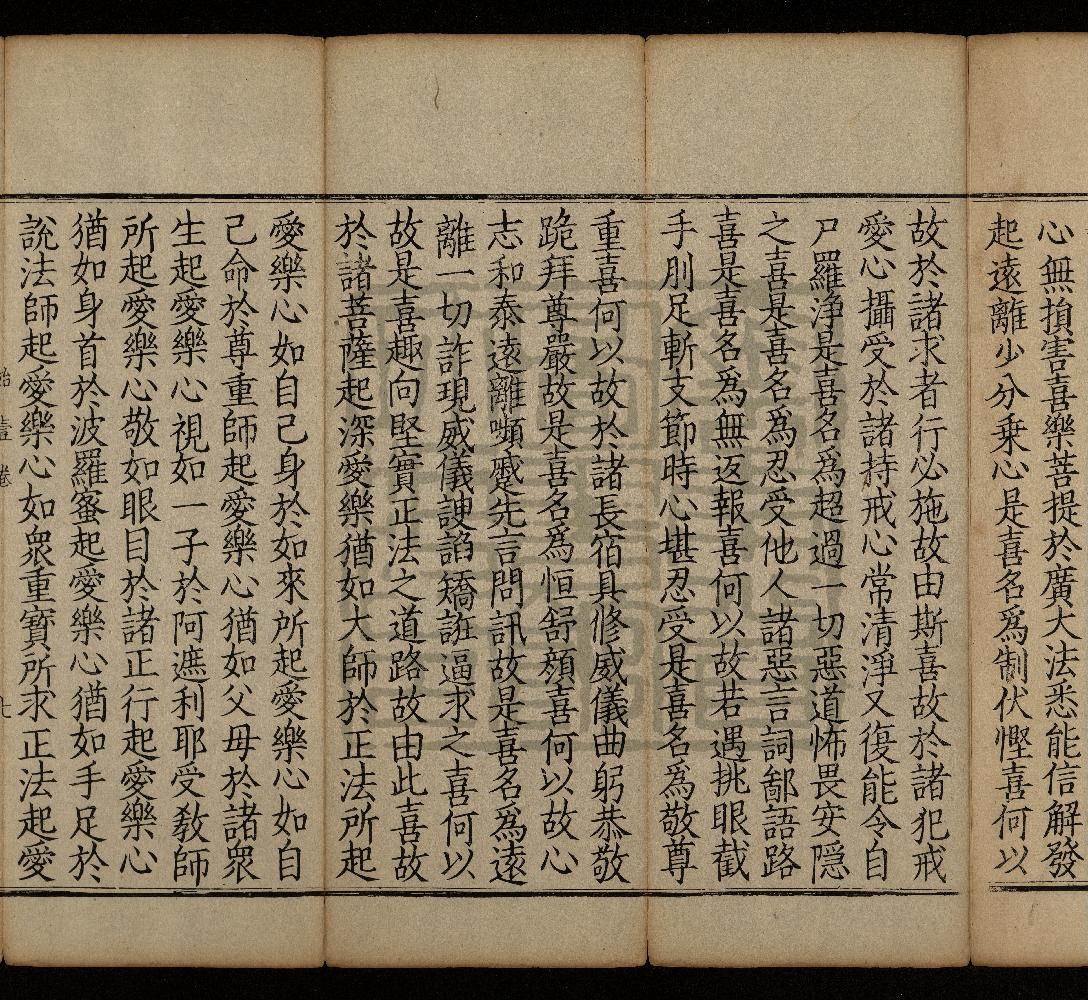 心無損害喜樂菩提於廣大法悉能信解發
起遠離少分乗心是喜名爲制伏慳喜何以
故於諸求者行必施故由斯喜故於諸犯戒
愛心攝受於諸持戒心常清淨又復能令自
尸羅淨是喜名爲超過一切惡道怖畏安隱
之喜是喜名爲忍受他人諸惡言詞鄙語路
喜是喜名爲無返報喜何以故若遇挑眼截
手刖足斬支節時心堪忍受是喜名爲敬尊
重喜何以故於諸長宿具修威儀曲躬恭敬
跪拜尊嚴故是喜名爲恒舒顏喜何以故心
志和泰遠離嚬蹙先言問訊故是喜名爲遠
離一切詐現威儀諛諂矯誑逼求之喜何以
故是喜趣向堅實正法之道路故由此喜故
於諸菩薩起深愛樂猶如大師於正法所起
愛樂心如自己身於如來所起愛樂心如自
己命於尊重師起愛樂心猶如父母於諸衆
生起愛樂心視如一子於阿遮利耶受教師
所起愛樂心敬如眼目於諸正行起愛樂心
猶如身首於波羅蜜起愛樂心猶如手足於
說法師起愛樂心如衆重寶所求正法起愛